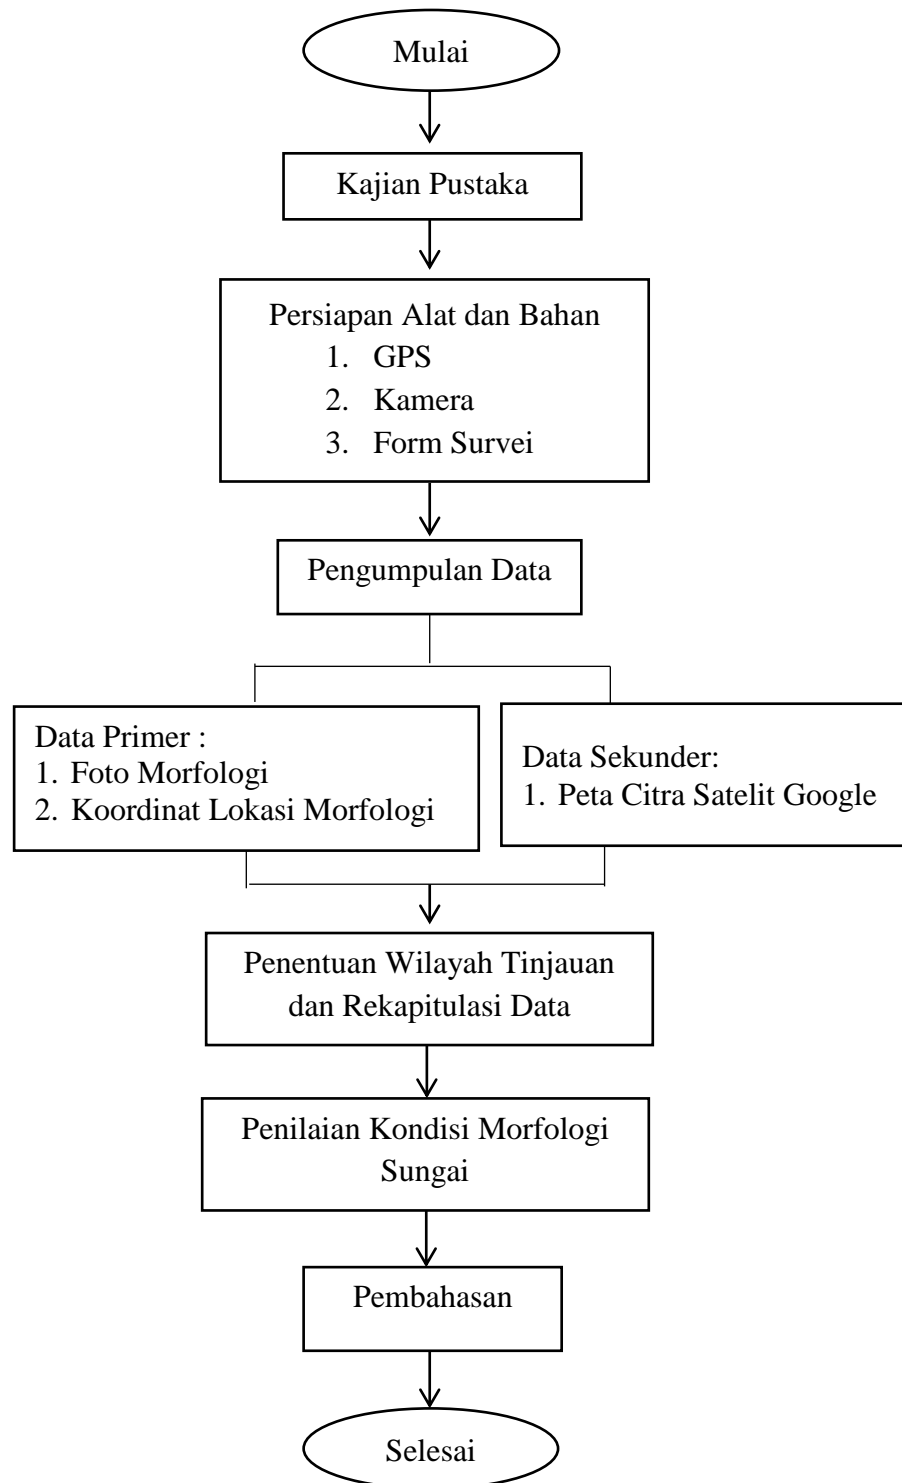 Mulai
Kajian Pustaka
Persiapan Alat dan Bahan
1. GPS
2. Kamera
3. Form Survei
Pengumpulan Data
Data Primer :
1. Foto Morfologi
2. Koordinat Lokasi Morfologi
Data Sekunder:
1. Peta Citra Satelit Google
Penentuan Wilayah Tinjauan
dan Rekapitulasi Data
Penilaian Kondisi Morfologi
Sungai
Pembahasan
Selesai